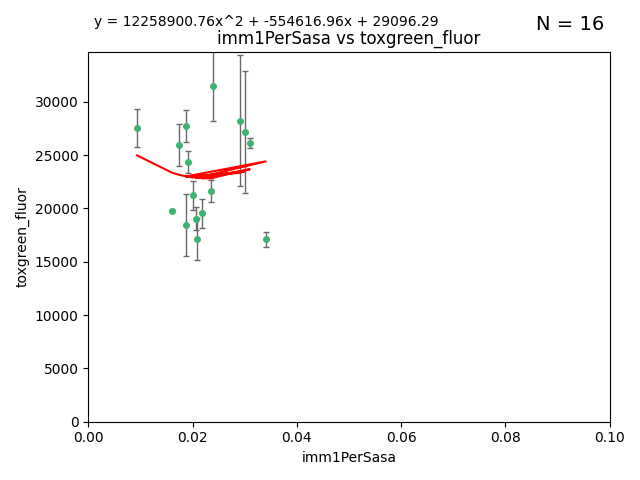 y = 12258900.76x^2 + -554616.96x + 29096.29
N = 16
imm1PerSasa vs toxgreen_fluor
toxgreen_fluor
30000
25000
20000
15000
10000
5000
0
0.00 0.02 0.04 0.06 0.08 0.10
imm1PerSasa